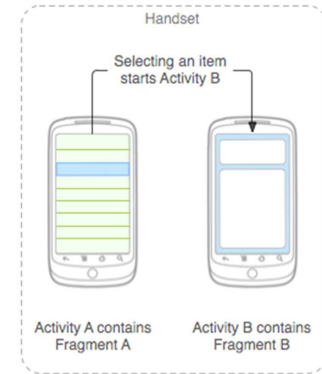 Handset
Selecting an item
starts Activity B
Activity A contains
Fragment A
Activity B contains
Fragment B